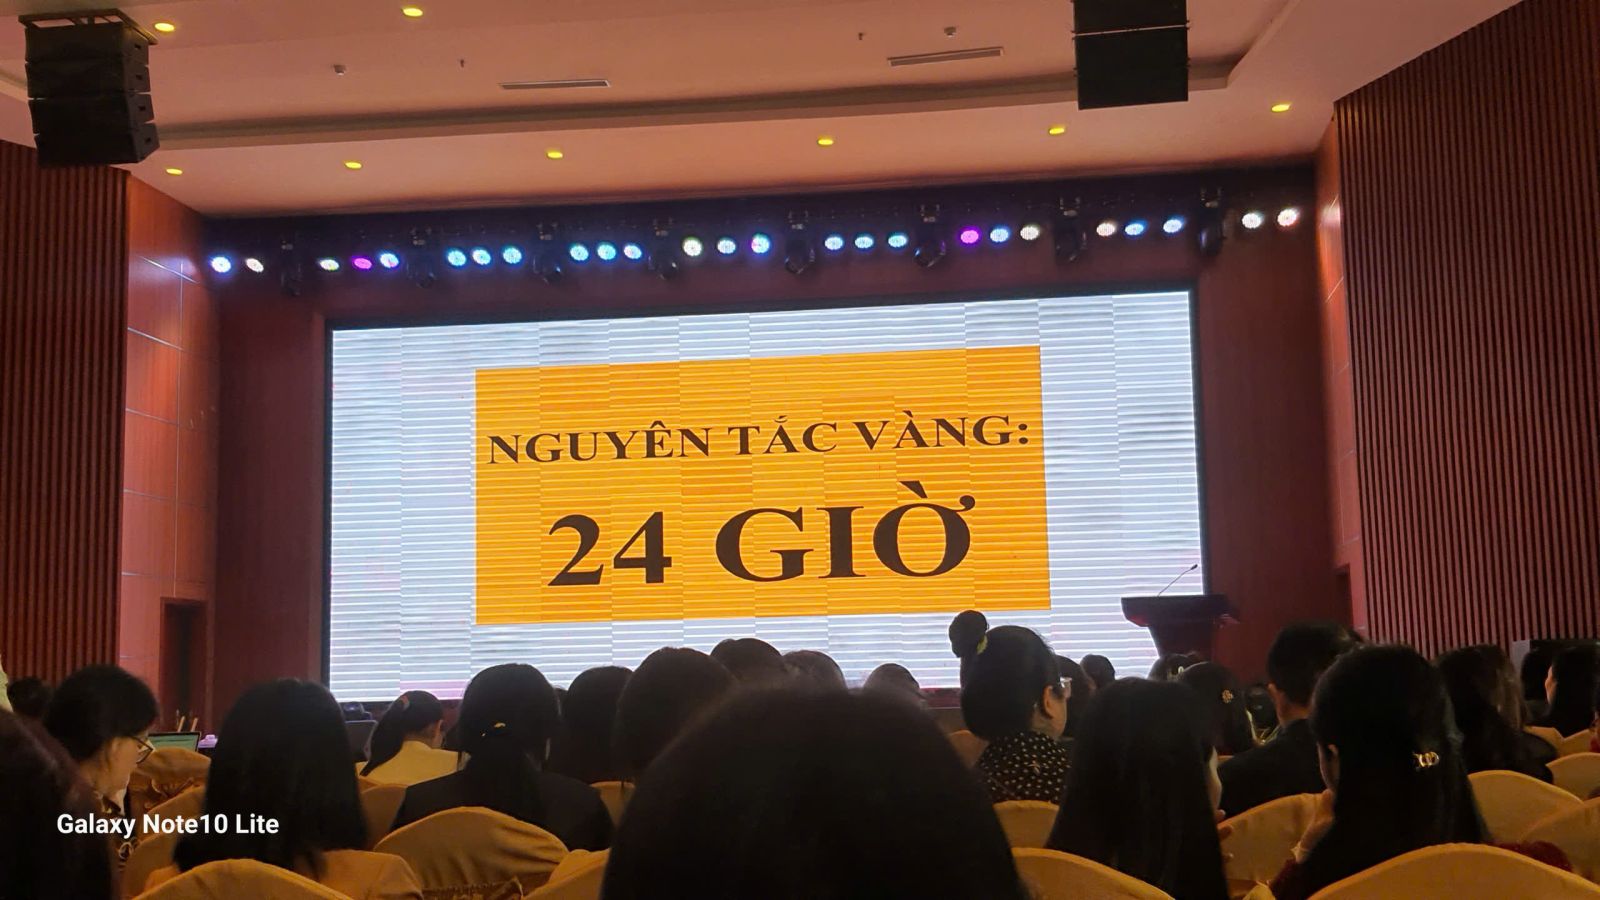 NGUYÊN TẮC VÀNG:
24 GIỜ
Galaxy Note10 Lite